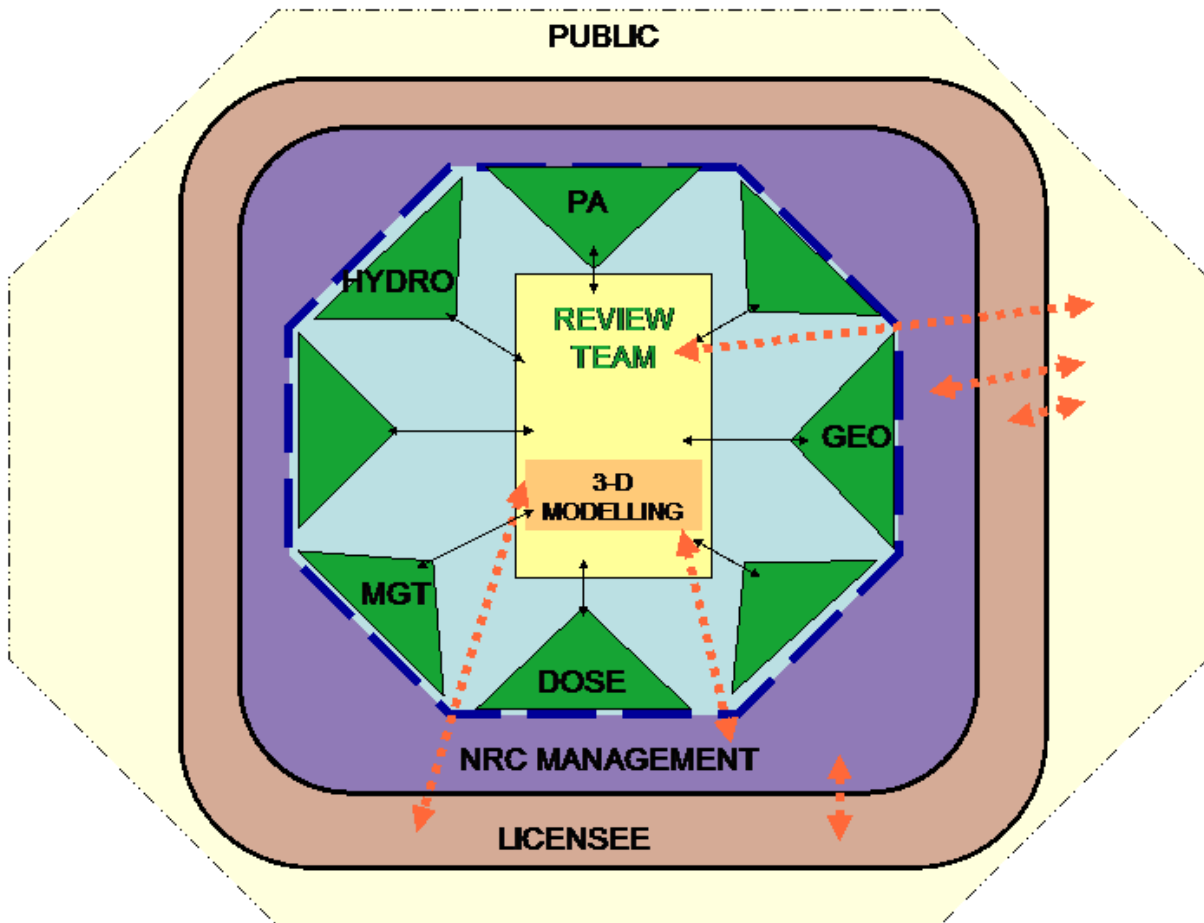 PUBLIC
PA
HYDRO
REVIEW
TEAM
GEO
3-D
MODELLING
MGT
DOSE
NRC MANAGEMENT
LICENSEE